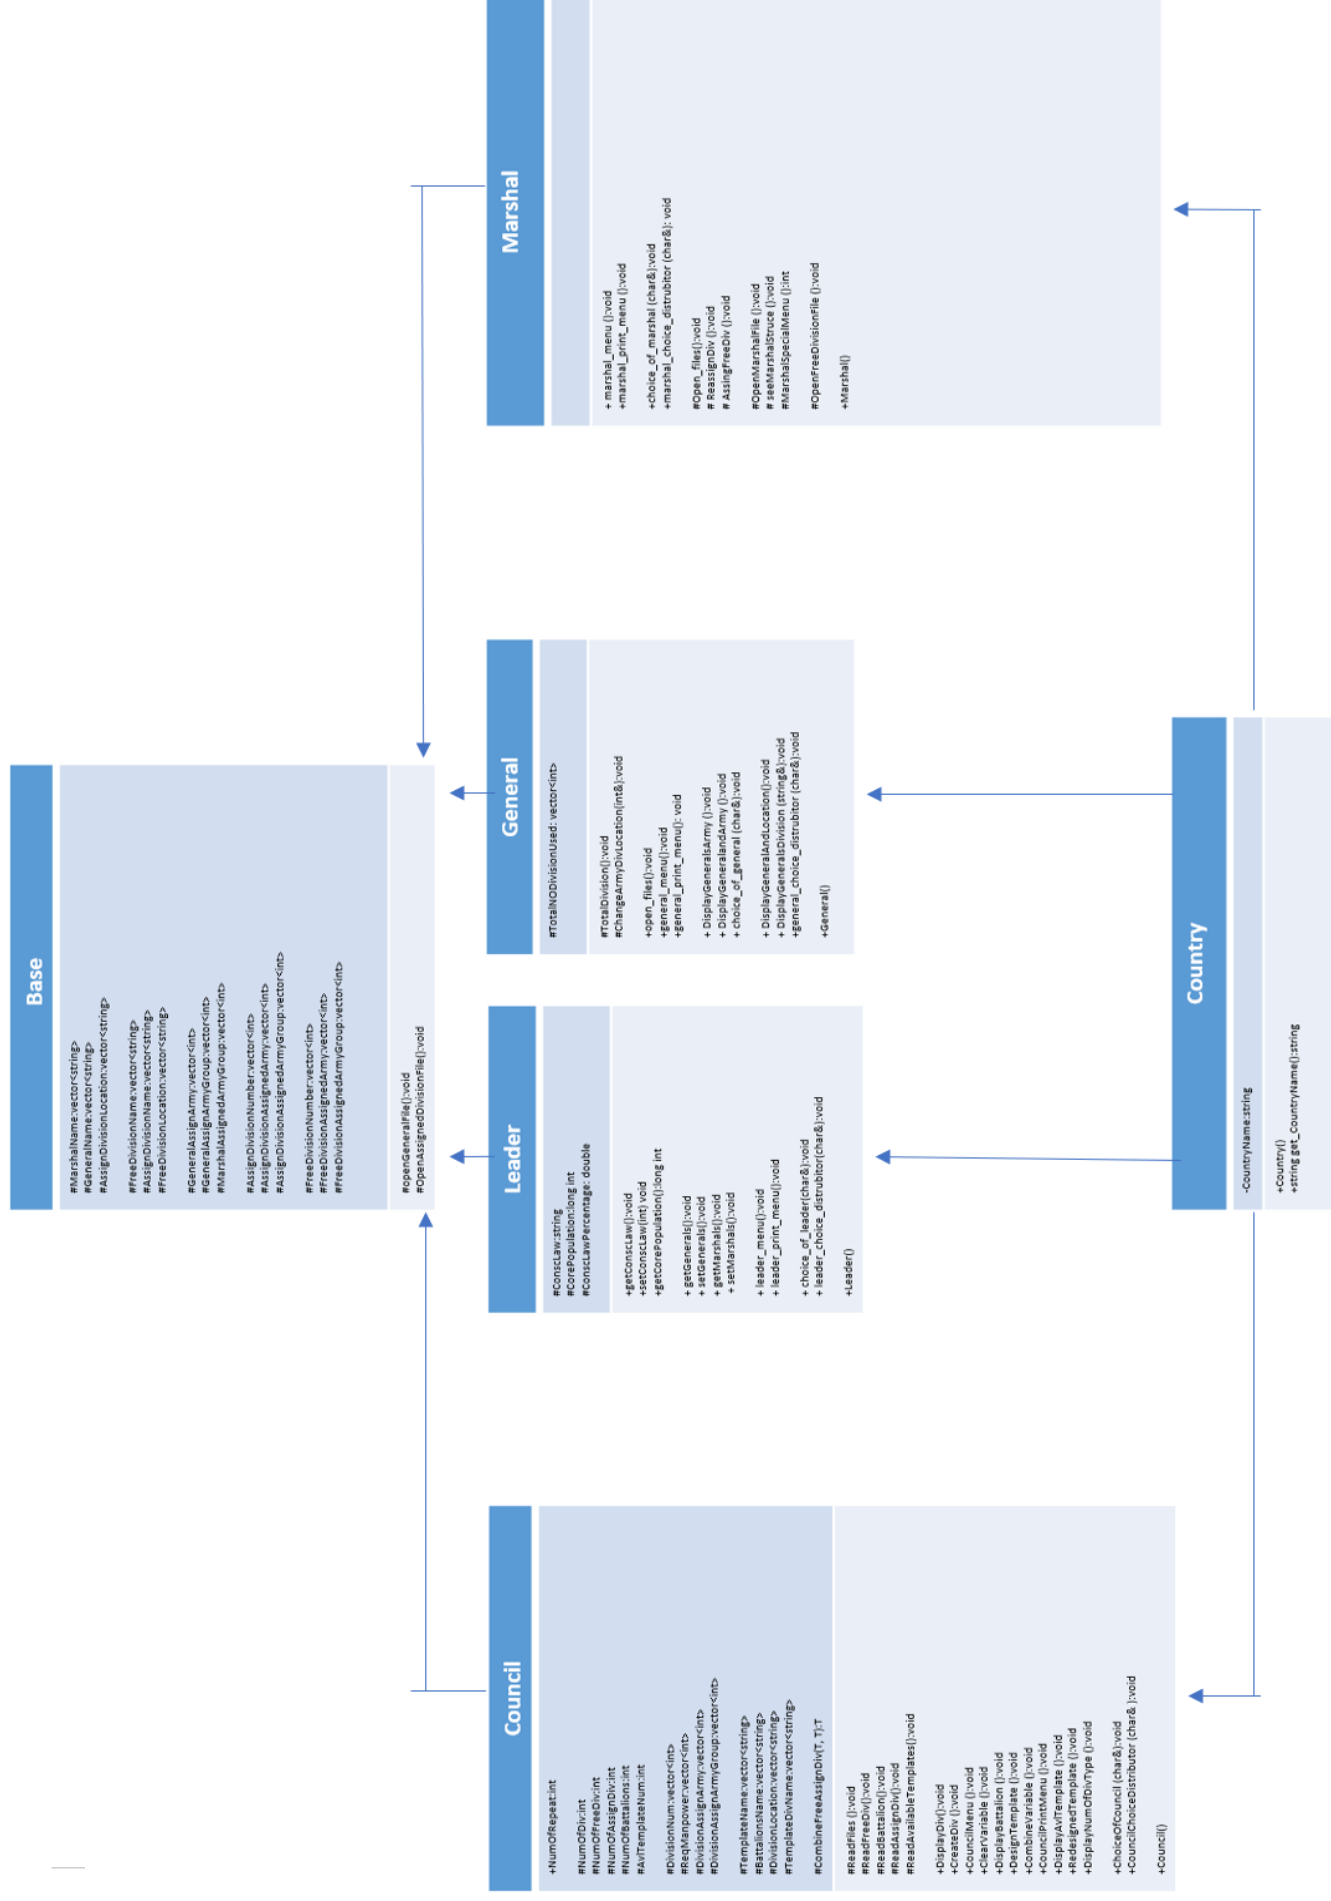 Base
#MarshalName:vector<string>
#GeneralName:vector<string>
#AssignDivisionLocation:vector<string>
#FreeDivisionName:vector<string>
#AssignDivisionName:vector<string>
#FreeDivisionLocation:vector<string>
#GeneralAssignArmy:vector<int>
#GeneralAssignArmyGroup:vector<int>
#MarshalAssignedArmyGroup:vector<int>
#AssignDivisionNumber:vector<int>
#AssignDivisionAssignedArmy:vector<int>
#AssignDivisionAssignedArmyGroup:vector<int>
#FreeDivisionNumber:vector<int>
#FreeDivisionAssignedArmy:vector<int>
#FreeDivisionAssignedArmyGroup:vector<int>
#openGeneralFile():void
#OpenAssignedDivisionFile():void
Council
+NumOfRepeat:int
#NumOfDiv:int
#NumOfFreeDiv:int
#NumOfAssignDiv:int
#NumOfBattalions:int
#AvlTemplateNum:int
#DivisionNum:vector<int>
#ReqManpower:vector<int>
#DivisionAssignArmy:vector<int>
#DivisionAssignArmyGroup:vector<int>
#TemplateName:vector<string>
#BattalionsName:vector<string>
#DivisionLocation:vector<string>
#TemplateDivName:vector<string>
#CombineFreeAssignDiv(T, T):T
#ReadFiles ():void
#ReadFreeDiv():void
#ReadBattalion():void
#ReadAssignDiv():void
#ReadAvailableTemplates():void
+DisplayDiv():void
+CreateDiv ():void
+CouncilMenu ():void
+ClearVariable ():void
+DisplayBattalion ():void
+DesignTemplate ():void
+CombineVariable ():void
+CouncilPrintMenu ():void
+DisplayAvlTemplate ():void
+RedesignedTemplate ():void
+DisplayNumOfDivType ():void
+ChoiceOfCouncil (char&):void
+CouncilChoiceDistributor (char& ):void
+Council()
Leader
#ConscLaw:string
#CorePopulation:long int
#ConscLawPercentage: double
+getConscLaw():void
+setConscLaw(int) void
+getCorePopulation():long int
+ getGenerals():void
+ setGenerals():void
+ getMarshals():void
+ setMarshals():void
+ leader_menu():void
+ leader_print_menu():void
+ choice_of_leader(char&):void
+ leader_choice_distrubitor(char&):void
+Leader()
General
#TotalNODivisionUsed: vector<int>
#TotalDivision():void
#ChangeArmyDivLocation(int&):void
+open_files():void
+general_menu():void
+general_print_menu(): void
+ DisplayGeneralsArmy ():void
+ DisplayGeneralandArmy ():void
+ choice_of_general (char&):void
+ DisplayGeneralAndLocation():void
+ DisplayGeneralsDivision (string&):void
+general_choice_distrubitor (char&):void
+General()
Marshal
+ marshal_menu ():void
+marshal_print_menu ():void
+choice_of_marshal (char&):void
+marshal_choice_distrubitor (char&): void
#Open_files():void
# ReassignDiv ():void
# AssingFreeDiv ():void
#OpenMarshalFile ():void
# seeMarshalStruce ():void
#MarshalSpecialMenu ():int
#OpenFreeDivisionFile ():void
+Marshal()
Country
-CountryName:string
+Country()
+string get_countryName():string